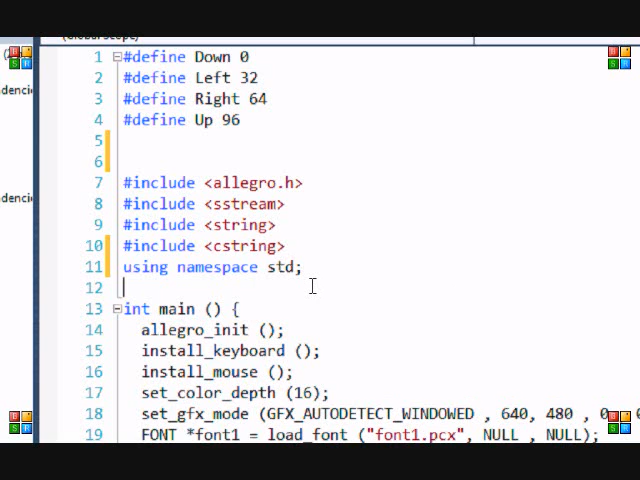 (GlobalScope)
1 #define Down 0
2 #define Left 32
3 #define Right 64
4 #define Up 96
5
6
7 #include <allegro.h>
8 #include <sstream>
9 #include <string>
10 #include <cstring>
11 using namespace std;
12
13 int main () {
14 allegro_init ();
15 install_keyboard ();
16 install_mouse ();
17 set_color_depth (16);
18 set_gfx_mode (GFX_AUTODETECT_WINDOWED , 640, 480 , 0
19 FONT *font1 = load_font ("font1.pcx", NULL , NULL);